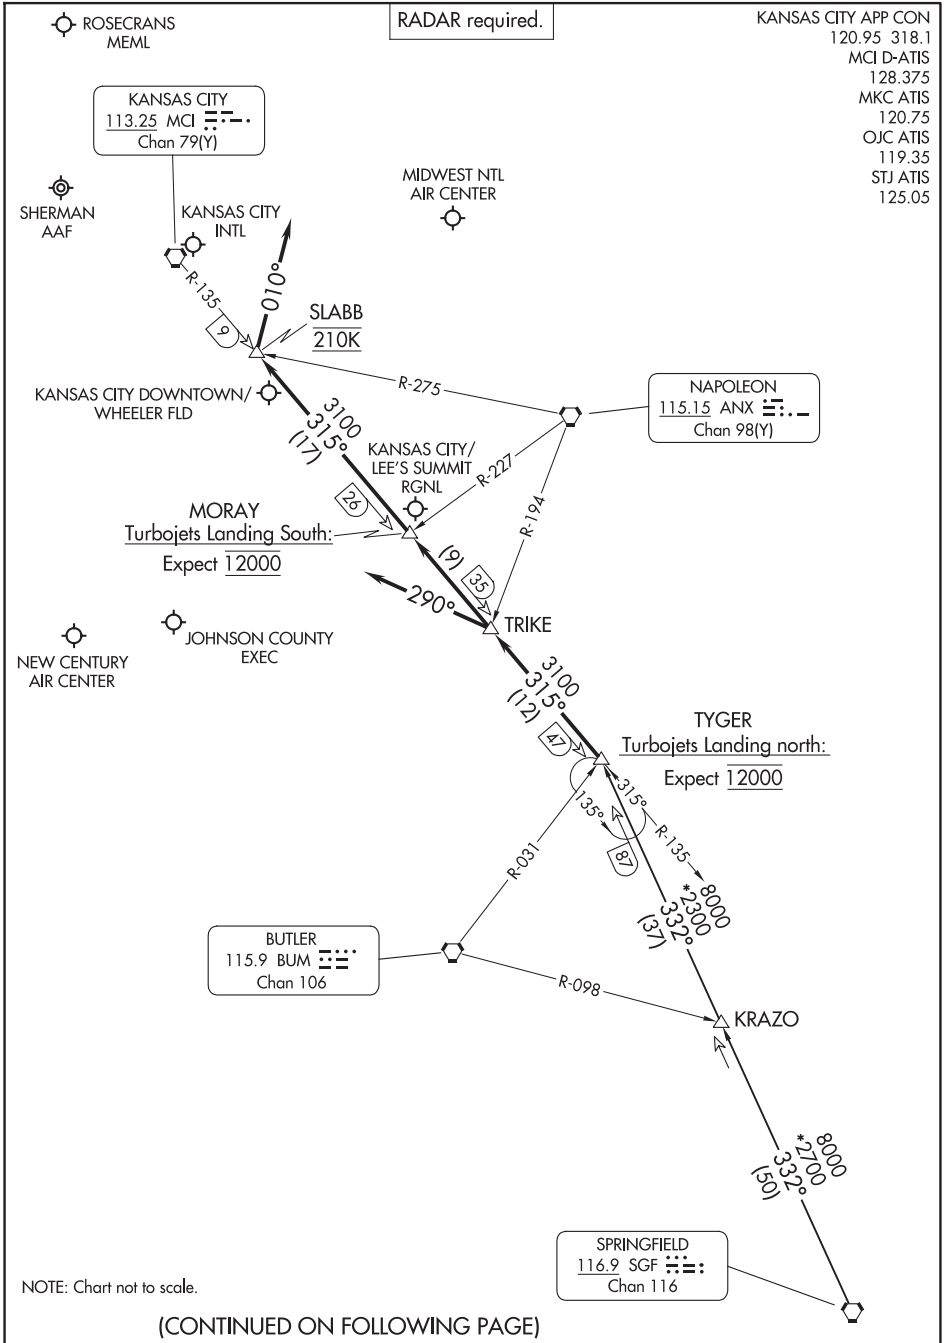 ROSECRANS
MEML
RADAR required.
KANSAS CITY APP CON
120.95 318.1
MCI D-ATIS
128.375
MKC ATIS
120.75
OJC ATIS
119.35
STJ ATIS
125.05
KANSAS CITY
113.25 MCI
Chan 79(Y)
SHERMAN
AAF
KANSAS CITY
INTL
MIDWEST NTL
AIR CENTER
R-135
9
010°
SLABB
210K
KANSAS CITY DOWNTOWN/
WHEELER FLD
R-275
NAPOLEON
115.15 ANX
Chan 98(Y)
3100
315°
(17)
KANSAS CITY/
LEE'S SUMMIT
RGNL
R-227
R-194
26
MORAY
Turbojets Landing South:
Expect 12000
(9)
35
290°
TRIKE
NEW CENTURY
AIR CENTER
JOHNSON COUNTY
EXEC
3100
315°
(12)
47
TYGER
Turbojets Landing north:
Expect 12000
135°
315°
R-135
87
R-031
8000
*2300
332°
(37)
BUTLER
115.9 BUM
Chan 106
R-098
KRAZO
8000
*2700
332°
(50)
SPRINGFIELD
116.9 SGF
Chan 116
NOTE: Chart not to scale.
(CONTINUED ON FOLLOWING PAGE)